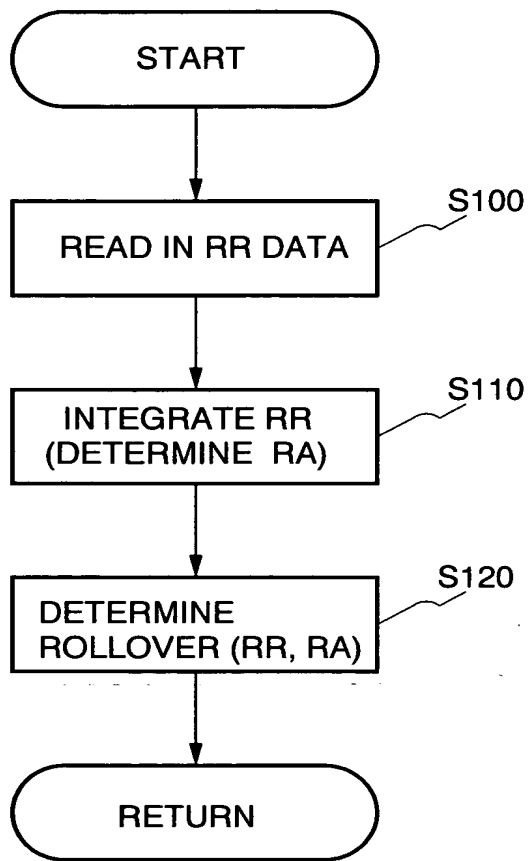 START
S100
READ IN RR DATA
S110
INTEGRATE RR
(DETERMINE RA)
S120
DETERMINE
ROLLOVER (RR, RA)
RETURN